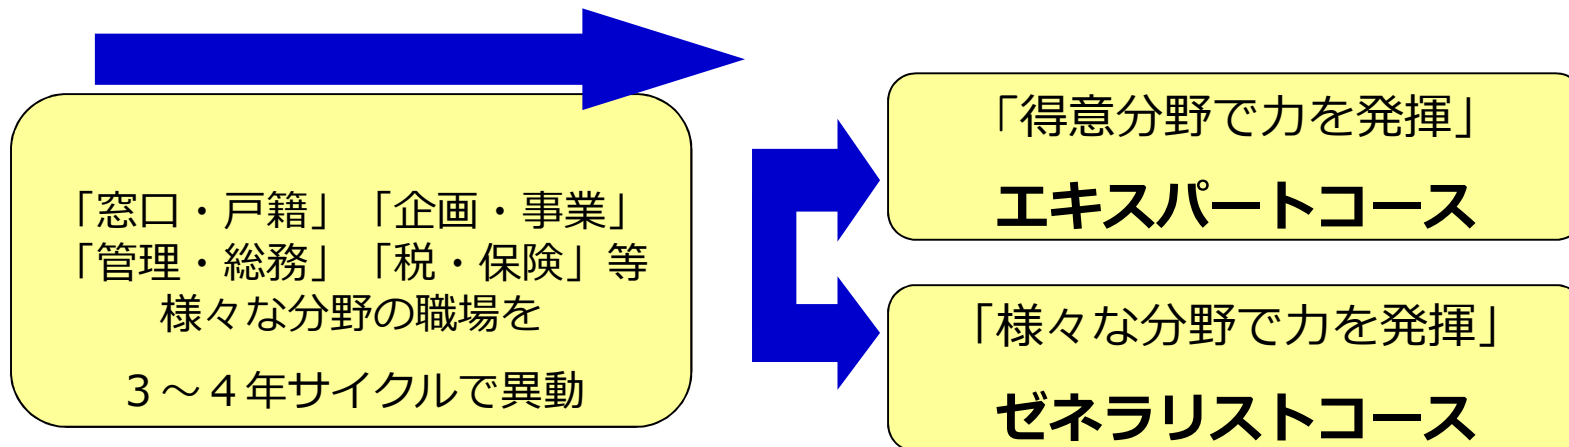 「窓口・戸籍」「企画・事業」
「管理・総務」「税・保険」等
様々な分野の職場を
３～４年サイクルで異動
「得意分野で力を発揮」
エキスパートコース
「様々な分野で力を発揮」
ゼネラリストコース